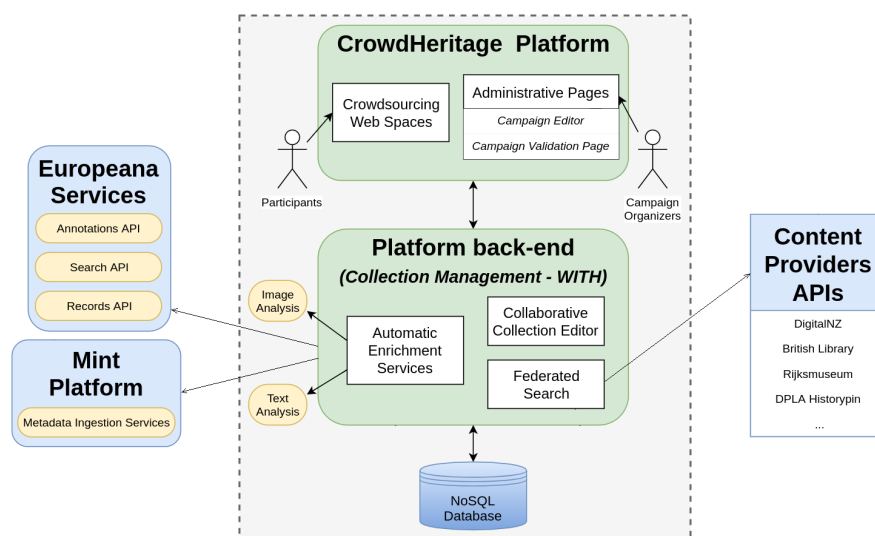 CrowdHeritage Platform
Crowdsourcing
Web Spaces
Administrative Pages
Campaign Editor
Campaign Validation Page
Participants
Campaign
Organizers
Europeana
Services
Annotations API
Search API
Records API
Mint
Platform
Metadata Ingestion Services
Platform back-end
(Collection Management - WITH)
Image
Analysis
Automatic
Enrichment
Services
Text
Analysis
Collaborative
Collection Editor
Federated
Search
NoSQL
Database
Content
Providers
APIs
DigitalNZ
British Library
Rijksmuseum
DPLA Historypin
...